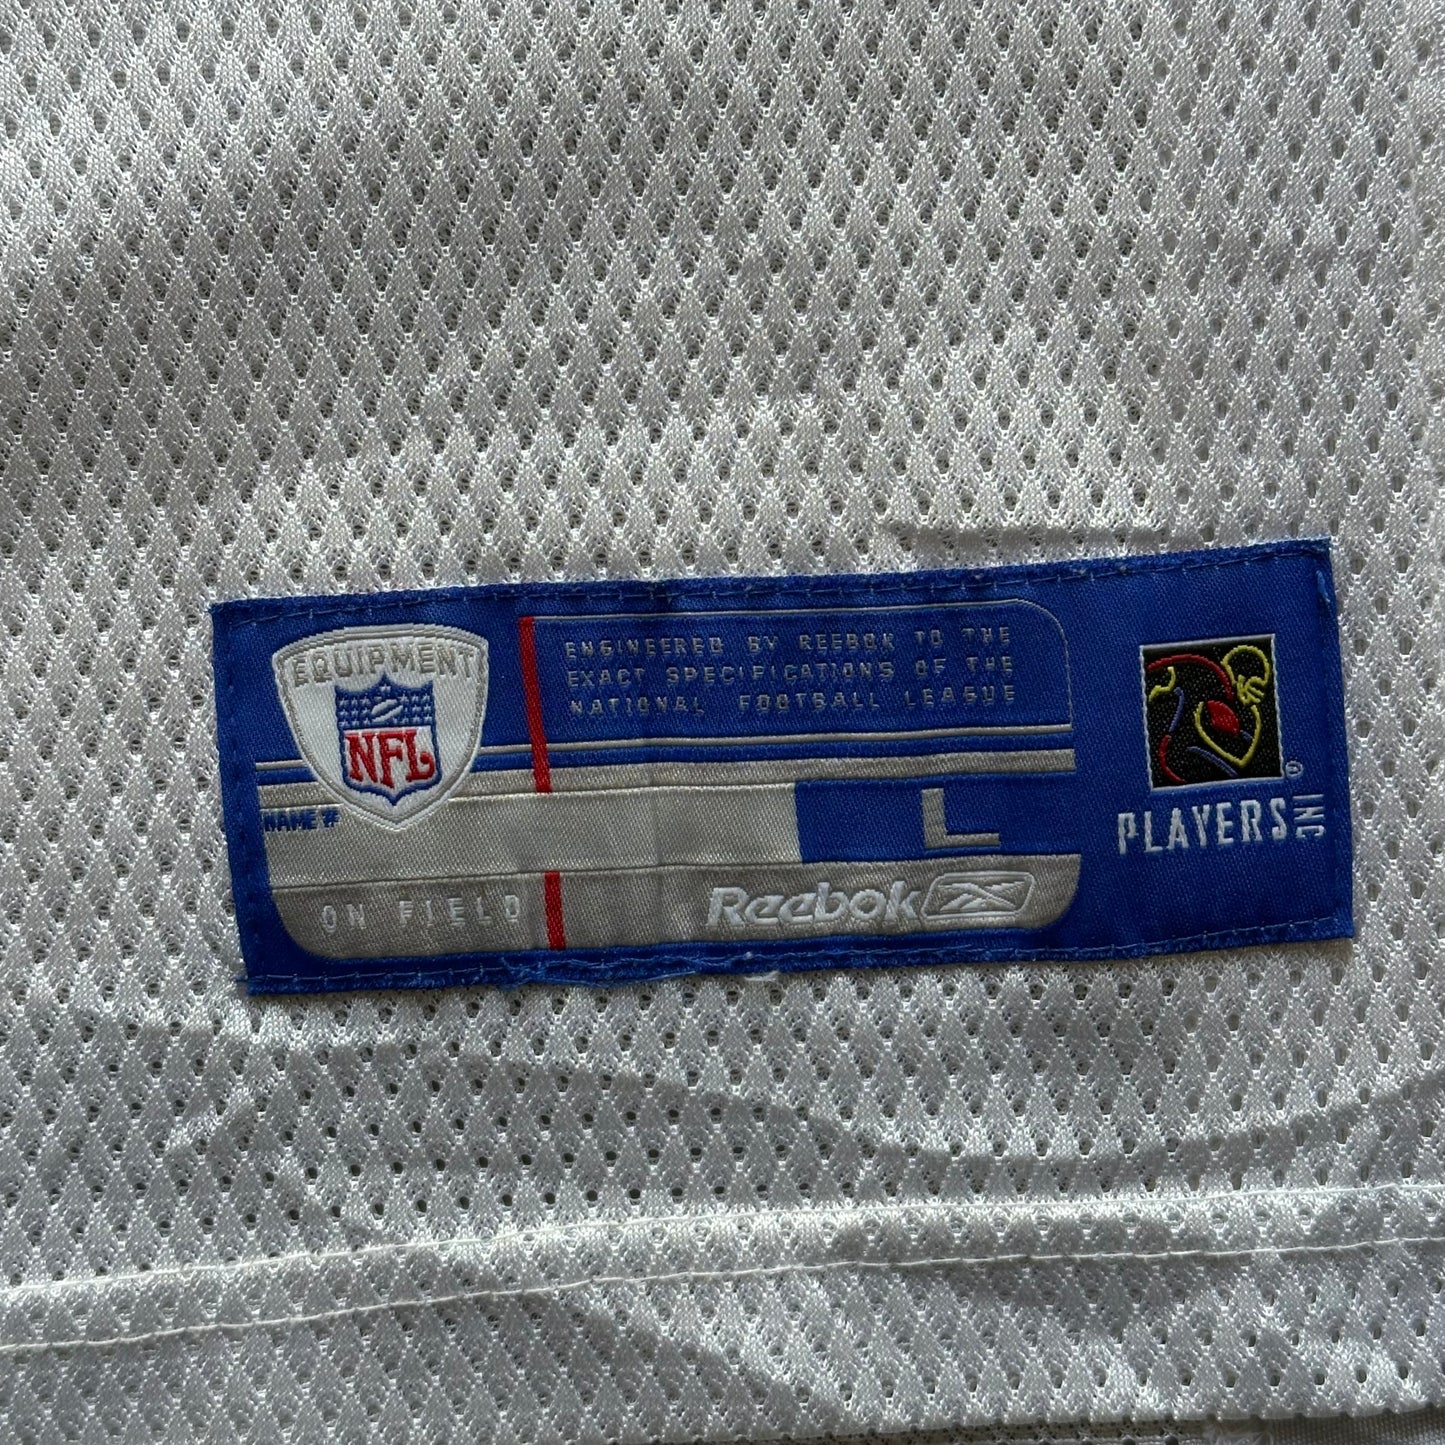 EQUIPMENT
NFL
ENGINEERED BY REEBOK TO THE
EXACT SPECIFICATIONS OF THE
NATIONAL FOOTBALL LEAGUE
NAME #
L
ON FIELD
Reebok
PLAYERS INC
®